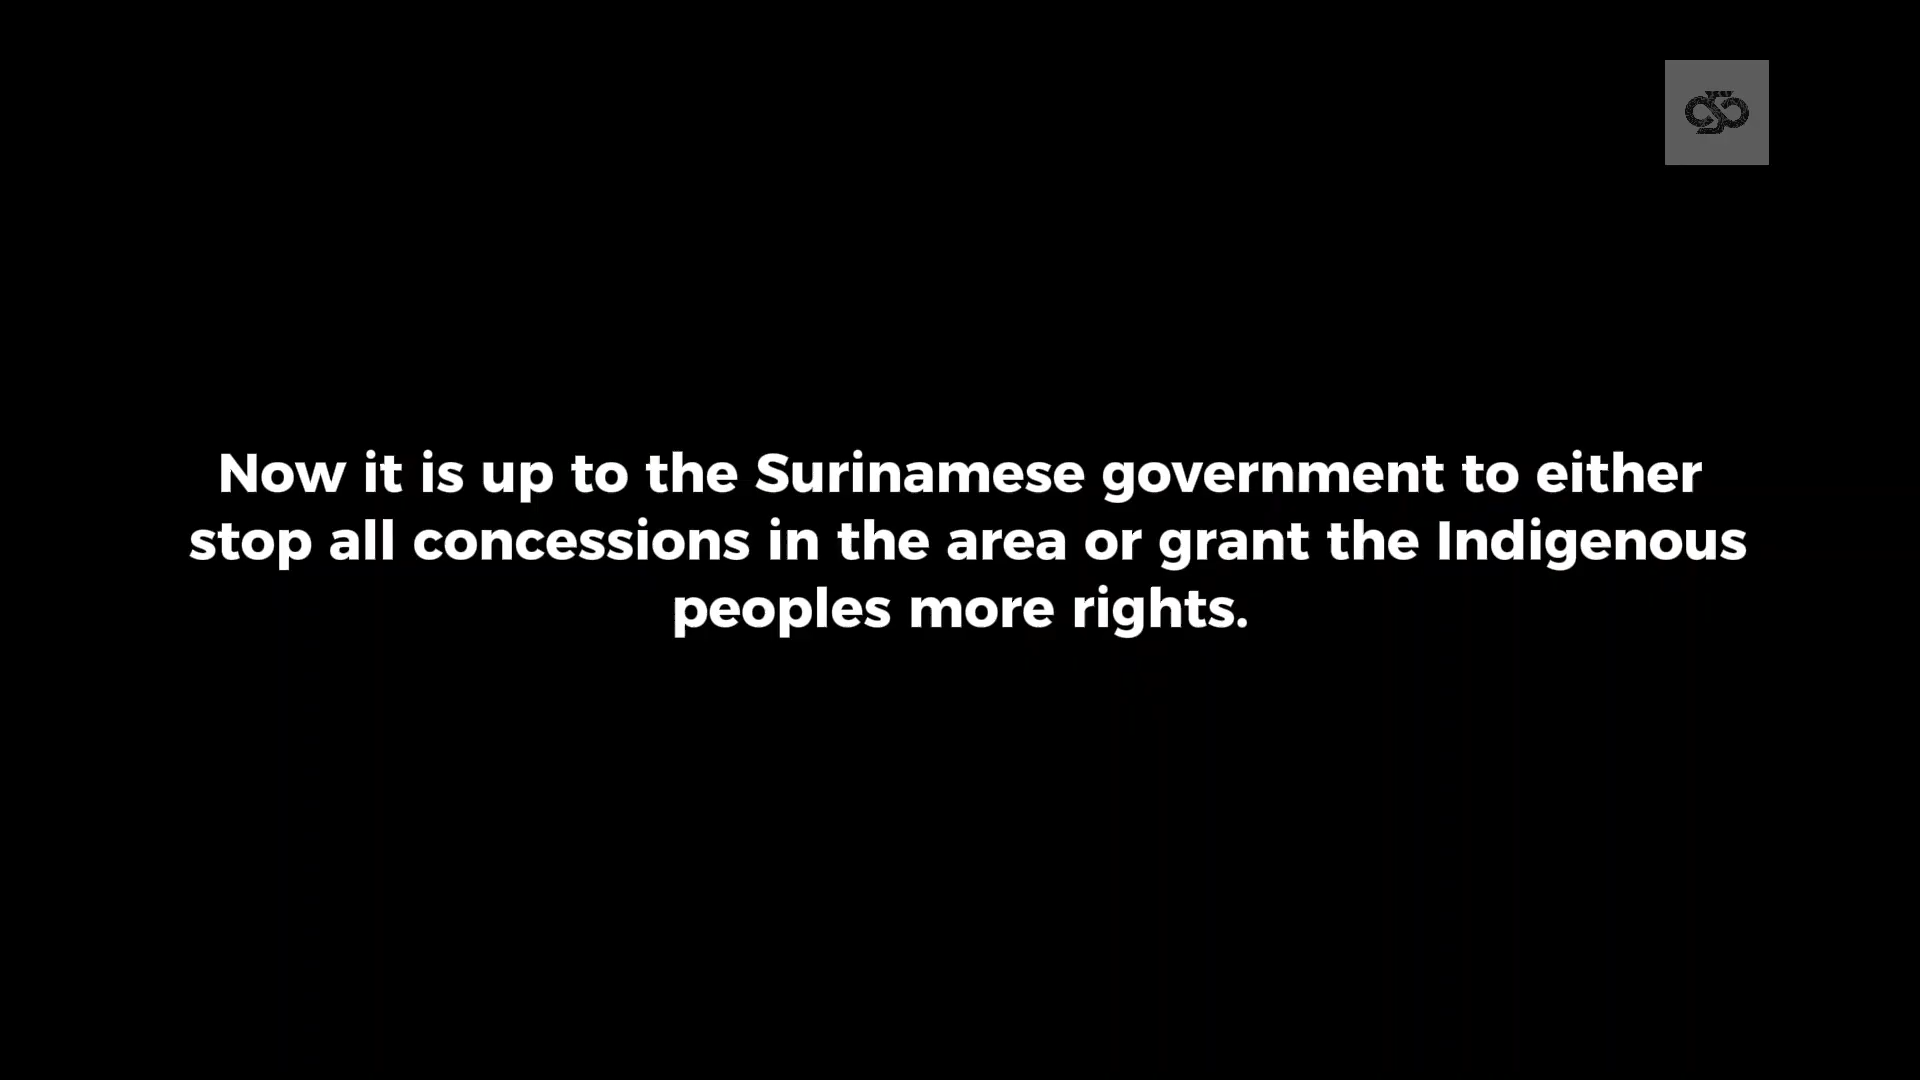 Now it is up to the Surinamese government to either
stop all concessions in the area or grant the Indigenous
peoples more rights.